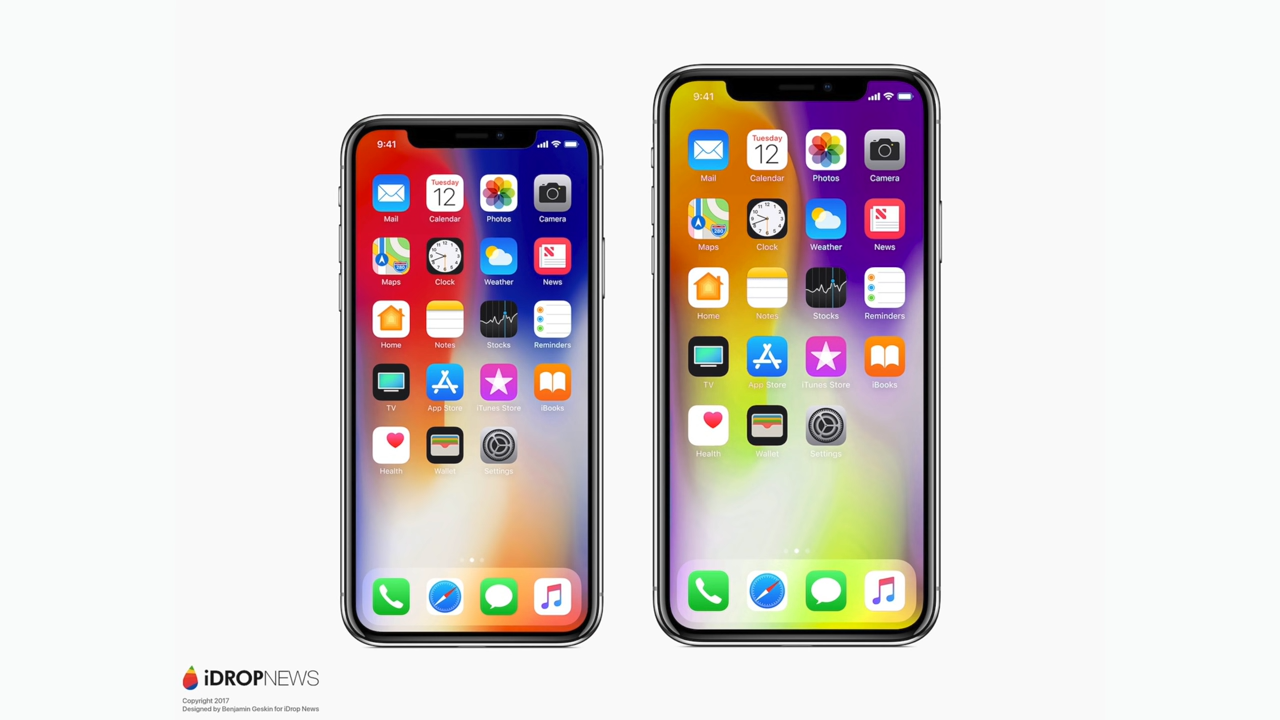 9:41
Tuesday
12
Mail
Calendar
Photos
Camera
Maps
Clock
Weather
News
Home
Notes
Stocks
Reminders
TV
App Store
iTunes Store
iBooks
Health
Wallet
Settings
9:41
Tuesday
12
Mail
Calendar
Photos
Camera
Maps
Clock
Weather
News
Home
Notes
Stocks
Reminders
TV
App Store
iTunes Store
iBooks
Health
Wallet
Settings
iDROPNEWS
Copyright 2017
Designed by Benjamin Geskin for iDrop News